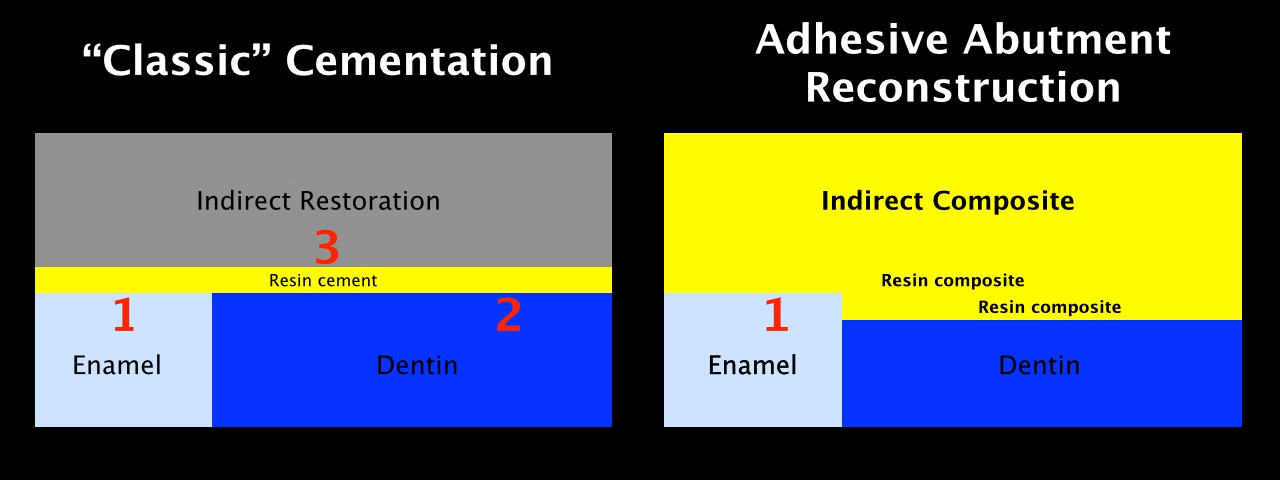 “Classic” Cementation
Indirect Restoration
3
Resin cement
1
2
Enamel
Dentin
Adhesive Abutment
Reconstruction
Indirect Composite
Resin composite
Resin composite
1
Enamel
Dentin